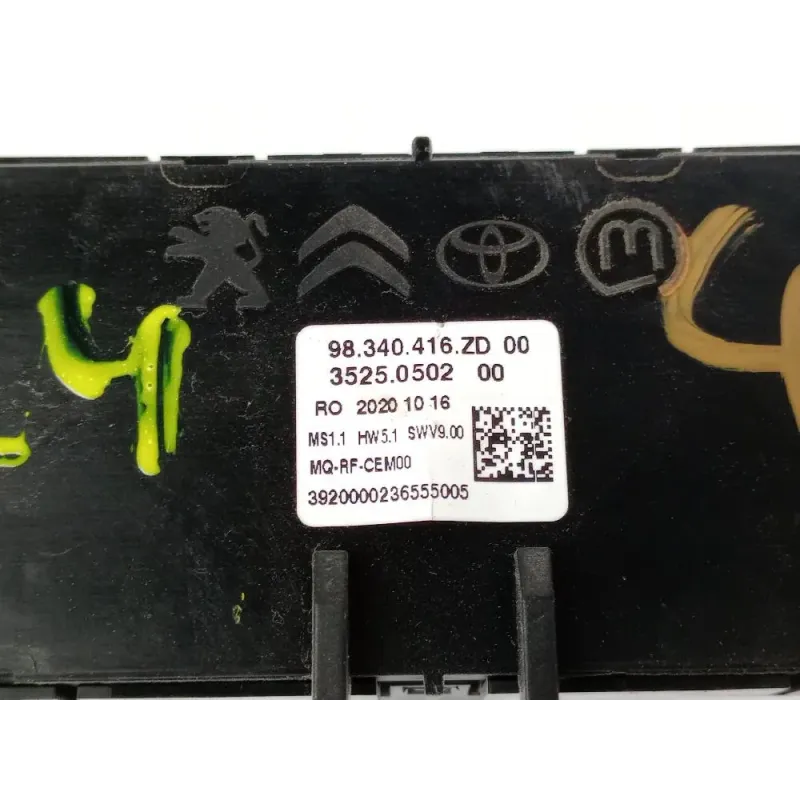 98.340.416.ZD 00
3525.0502 00
RO 2020 10 16
MS1.1 HW5.1 SWV9.00
MQ-RF-CEM00
3920000236555005
4